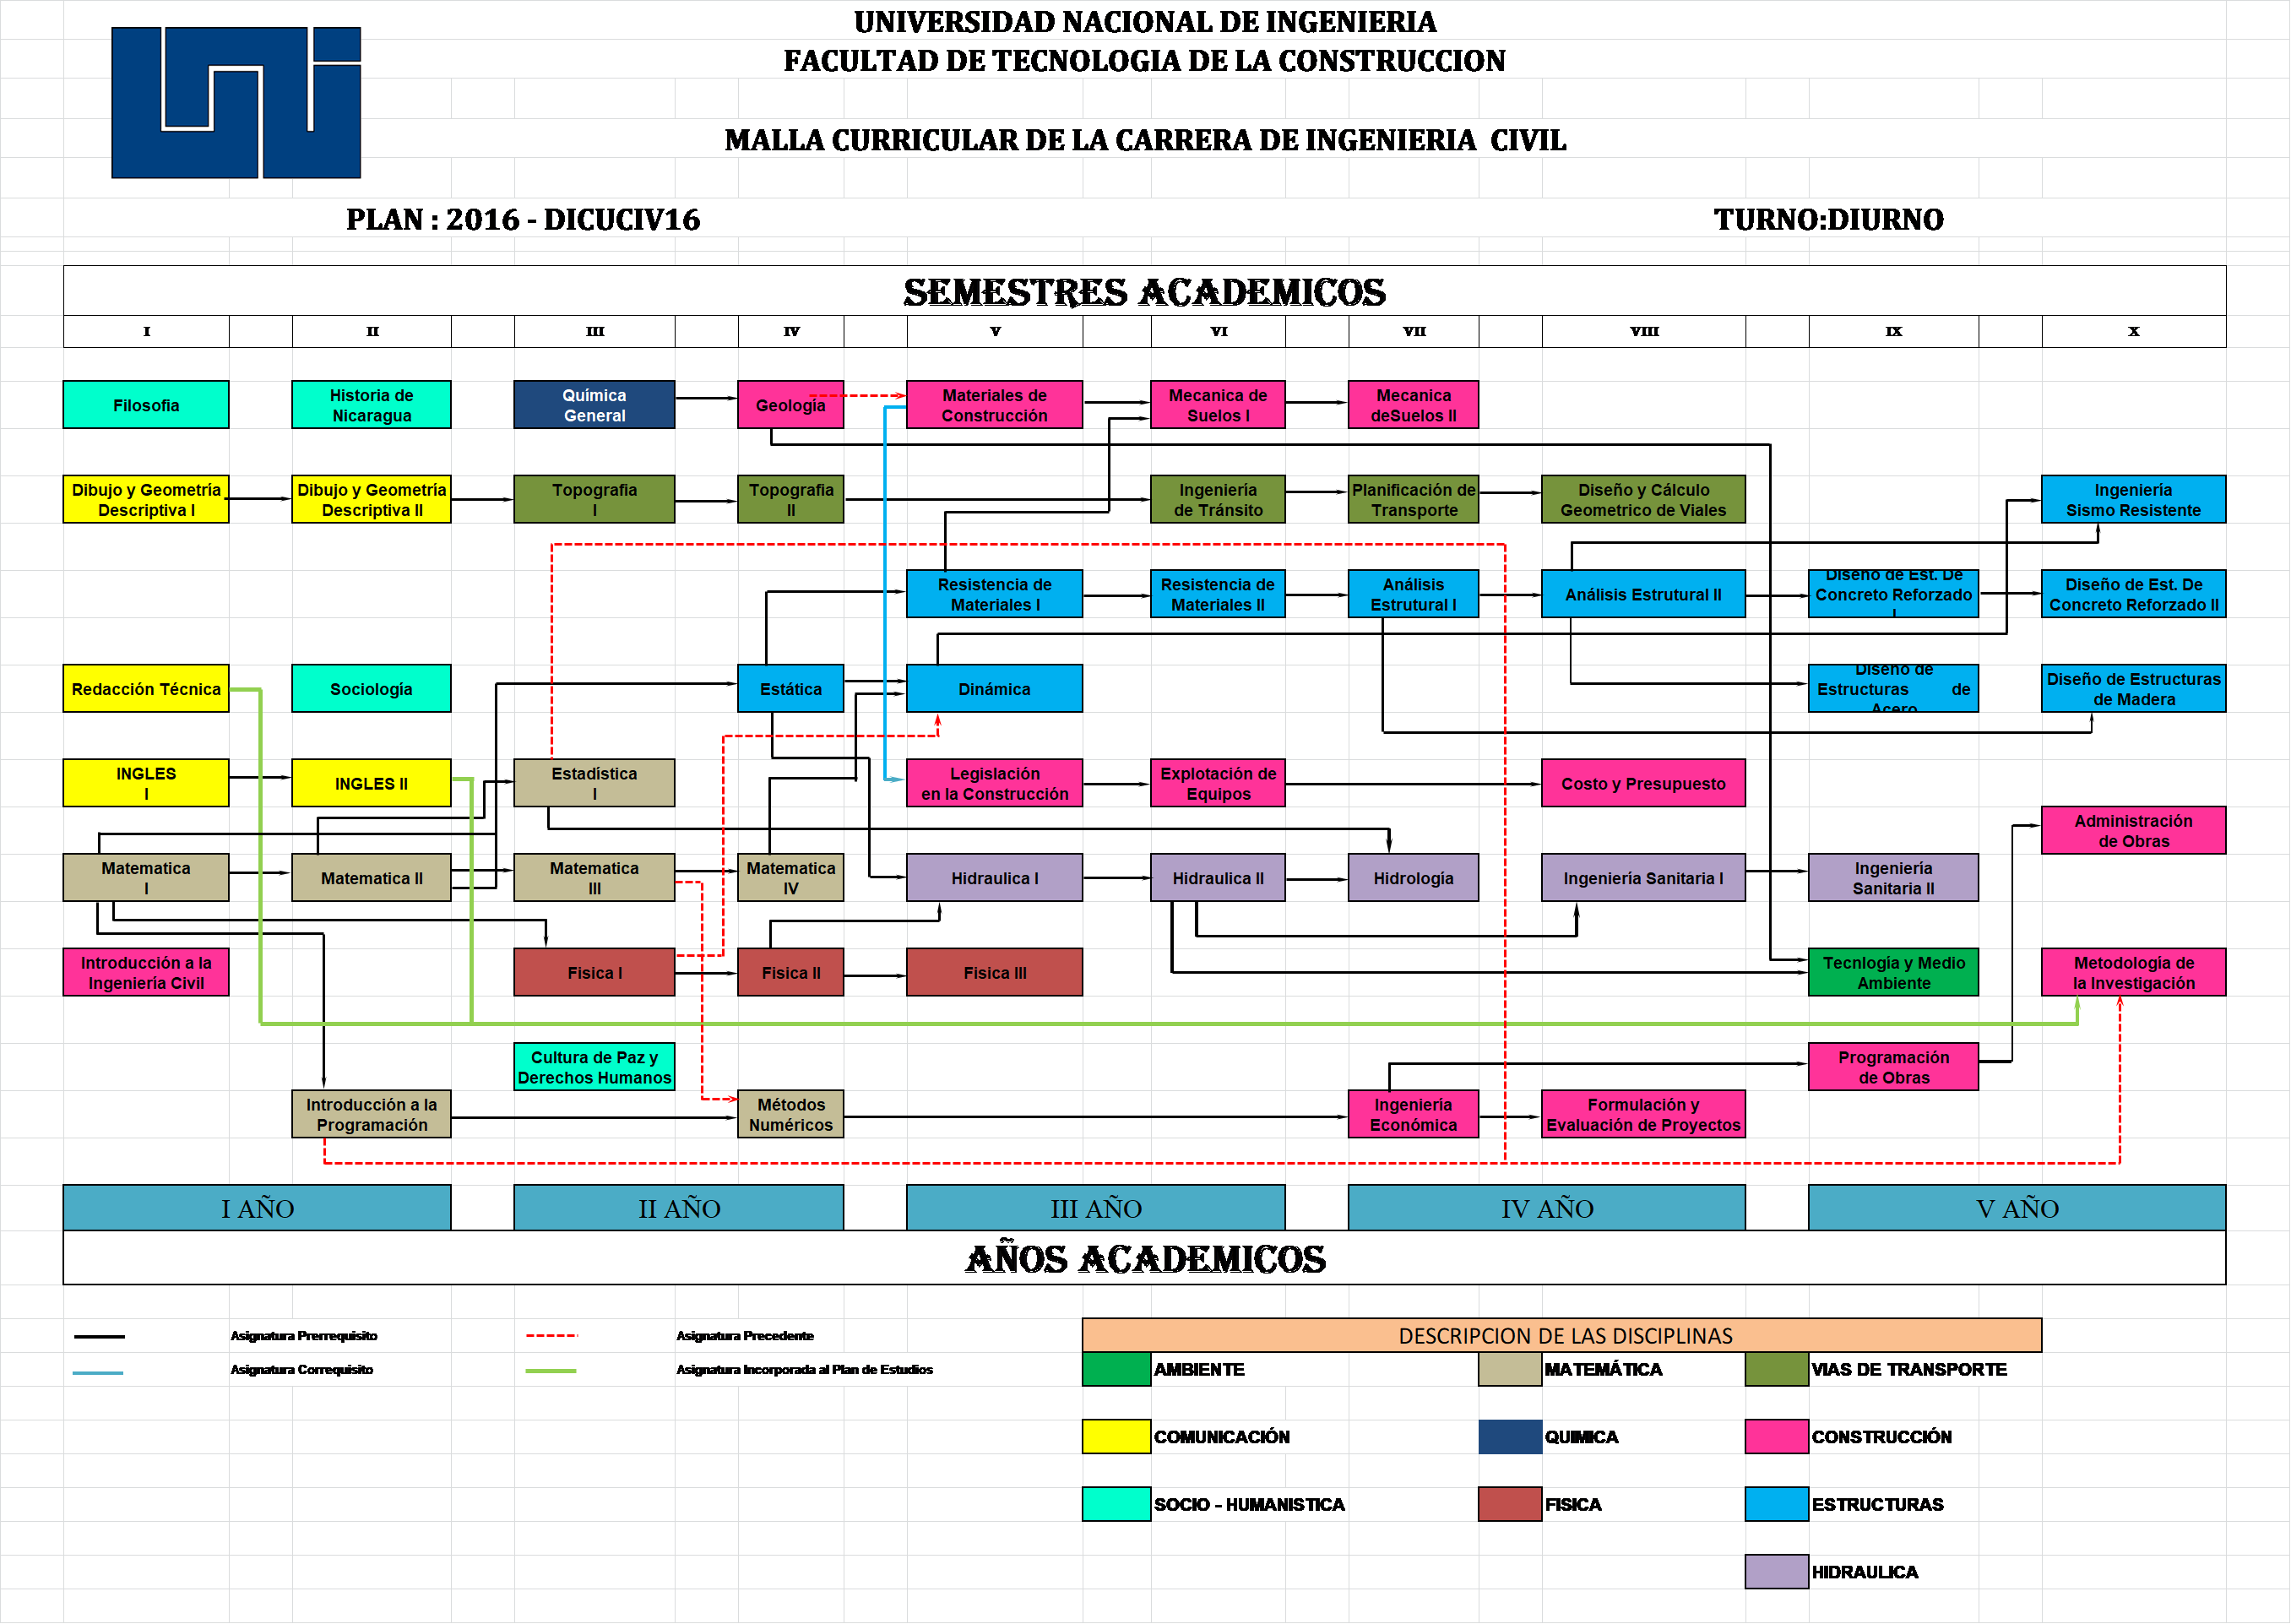 UNIVERSIDAD NACIONAL DE INGENIERIA
FACULTAD DE TECNOLOGIA DE LA CONSTRUCCION
MALLA CURRICULAR DE LA CARRERA DE INGENIERIA CIVIL
PLAN : 2016 - DICUCIV16
TURNO:DIURNO
SEMESTRES ACADEMICOS
I II III IV V VI VII VIII IX X
Filosofia
Historia de
Nicaragua
Química
General
Geología
Materiales de
Construcción
Mecanica de
Suelos I
Mecanica
deSuelos II
Dibujo y Geometría
Descriptiva I
Dibujo y Geometría
Descriptiva II
Topografia
I
Topografia
II
Ingeniería
de Tránsito
Planificación de
Transporte
Diseño y Cálculo
Geometrico de Viales
Ingeniería
Sismo Resistente
Resistencia de
Materiales I
Resistencia de
Materiales II
Análisis
Estrutural I
Análisis Estrutural II
Diseño de Est. De
Concreto Reforzado
I
Diseño de Est. De
Concreto Reforzado II
Redacción Técnica
Sociología
Estática
Dinámica
Diseño de
Estructuras de
Acero
Diseño de Estructuras
de Madera
INGLES
I
INGLES II
Estadística
I
Legislación
en la Construcción
Explotación de
Equipos
Costo y Presupuesto
Administración
de Obras
Matematica
I
Matematica II
Matematica
III
Matematica
IV
Hidraulica I
Hidraulica II
Hidrología
Ingeniería Sanitaria I
Ingeniería
Sanitaria II
Introducción a la
Ingeniería Civil
Fisica I
Fisica II
Fisica III
Tecnlogía y Medio
Ambiente
Metodología de
la Investigación
Cultura de Paz y
Derechos Humanos
Programación
de Obras
Introducción a la
Programación
Métodos
Numéricos
Ingeniería
Económica
Formulación y
Evaluación de Proyectos
I AÑO II AÑO III AÑO IV AÑO V AÑO
AÑOS ACADEMICOS
Asignatura Prerrequisito
Asignatura Precedente
Asignatura Correquisito
Asignatura Incorporada al Plan de Estudios
DESCRIPCION DE LAS DISCIPLINAS
AMBIENTE
MATEMÁTICA
VIAS DE TRANSPORTE
COMUNICACIÓN
QUIMICA
CONSTRUCCIÓN
SOCIO - HUMANISTICA
FISICA
ESTRUCTURAS
HIDRAULICA